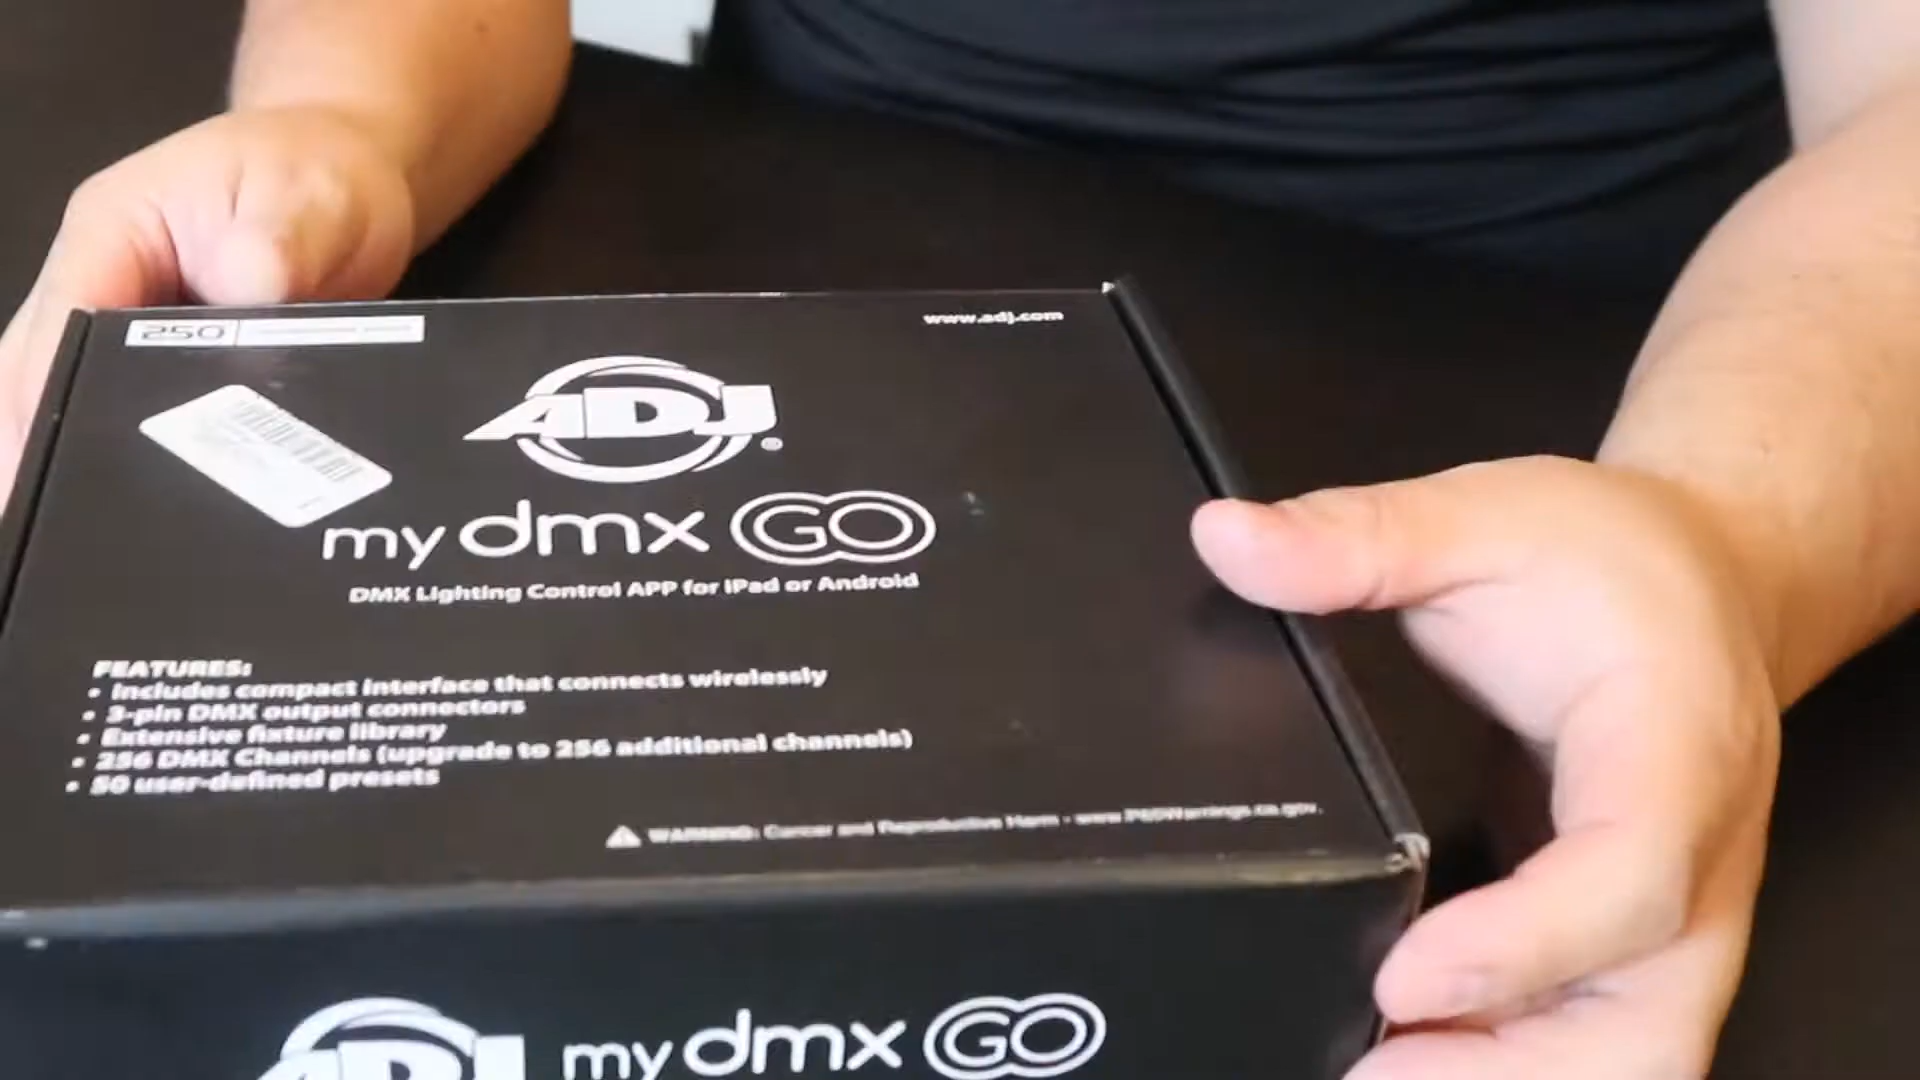 250
www.adj.com
ADJ®
my dmx GO
DMX Lighting Control APP for iPad or Android
FEATURES:
• Includes compact interface that connects wirelessly
• 3-pin DMX output connectors
• Extensive fixture library
• 256 DMX Channels (upgrade to 256 additional channels)
• 50 user-defined presets
WARNING: Cancer and Reproductive Harm - www.P65Warnings.ca.gov.
ADJ my dmx GO